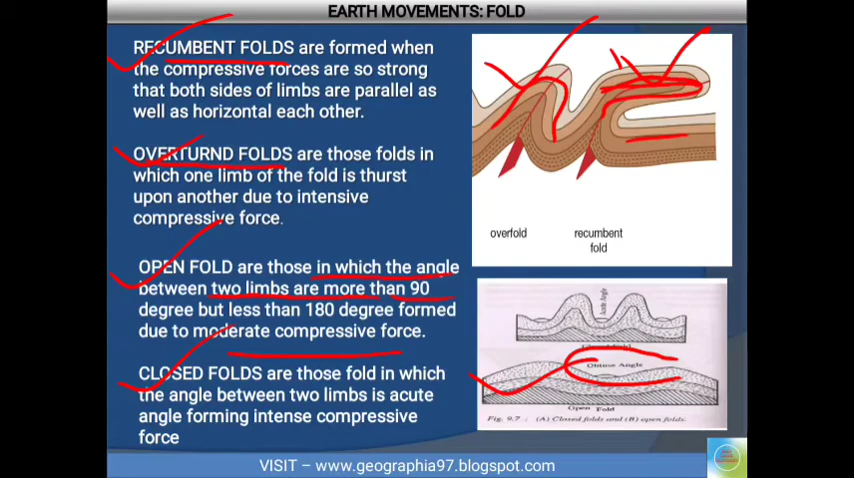 EARTH MOVEMENTS: FOLD
RECUMBENT FOLDS are formed when
the compressive forces are so strong
that both sides of limbs are parallel as
well as horizontal each other.
OVERTURND FOLDS are those folds in
which one limb of the fold is thurst
upon another due to intensive
compressive force.
OPEN FOLD are those in which the angle
between two limbs are more than 90
degree but less than 180 degree formed
due to moderate compressive force.
CLOSED FOLDS are those fold in which
the angle between two limbs is acute
angle forming intense compressive
force
overfold
recumbent
fold
Acute Angle
Obtuse Angle
Open Fold
Fig. 9.7 : (A) Closed folds and (B) open folds.
VISIT – www.geographia97.blogspot.com